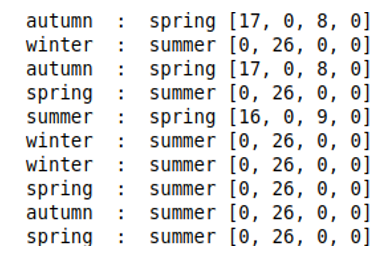 autumn  :  spring [17, 0, 8, 0]
winter  :  summer [0, 26, 0, 0]
autumn  :  spring [17, 0, 8, 0]
spring  :  summer [0, 26, 0, 0]
summer  :  spring [16, 0, 9, 0]
winter  :  summer [0, 26, 0, 0]
winter  :  summer [0, 26, 0, 0]
spring  :  summer [0, 26, 0, 0]
autumn  :  summer [0, 26, 0, 0]
spring  :  summer [0, 26, 0, 0]